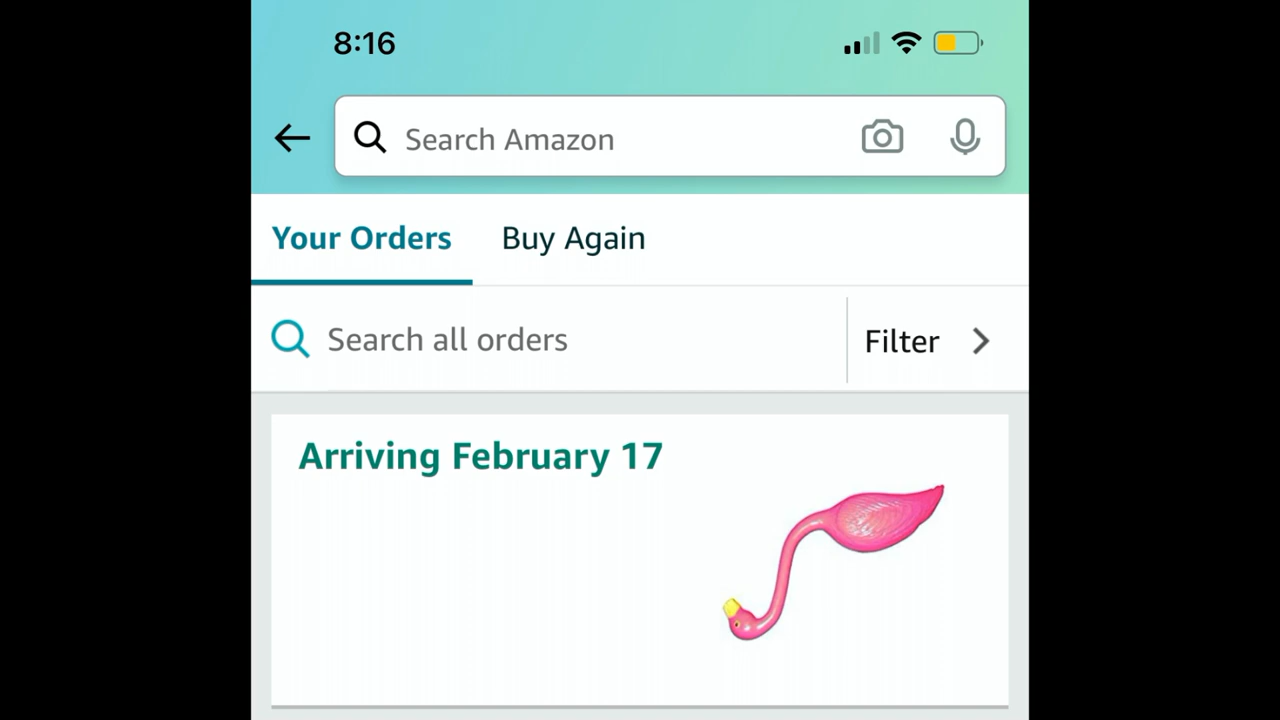 8:16
Search Amazon
Your Orders Buy Again
Search all orders Filter
Arriving February 17